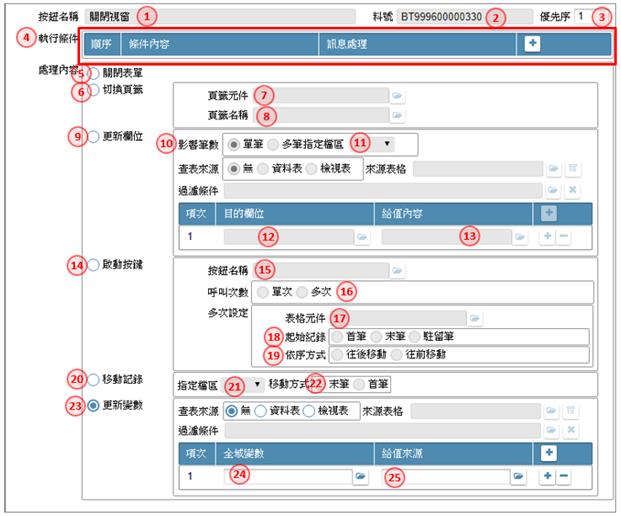 按鈕名稱 關閉視窗 1 料號 BT999600000330 2 優先序 1 3
4 執行條件 順序 條件內容 訊息處理
處理內容 5 關閉表單
6 切換頁籤 頁籤元件 7
頁籤名稱 8
9 更新欄位 10 影響筆數 單筆 多筆指定檔區 11
查表來源 無 資料表 檢視表 來源表格
過濾條件
項次 目的欄位 給值內容
1 12 13
14 啟動按鍵 按鈕名稱 15
呼叫次數 單次 多次 16
多次設定 表格元件 17
18 起始記錄 首筆 末筆 駐留筆
19 依序方式 往後移動 往前移動
20 移動記錄 指定檔區 21 移動方式 22 末筆 首筆
23 更新變數 查表來源 無 資料表 檢視表 來源表格
過濾條件
項次 全域變數 給值來源
1 24 25